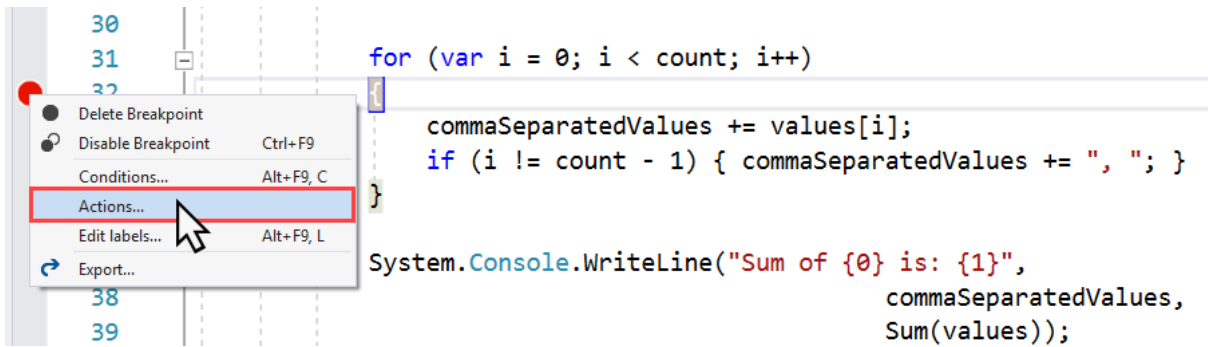 30
31 for (var i = 0; i < count; i++)
32 {
Delete Breakpoint
commaSeparatedValues += values[i];
Disable Breakpoint Ctrl+F9
if (i != count - 1) { commaSeparatedValues += ", "; }
Conditions... Alt+F9, C
Actions...
}
Edit labels... Alt+F9, L
System.Console.WriteLine("Sum of {0} is: {1}",
Export...
38 commaSeparatedValues,
39 Sum(values));